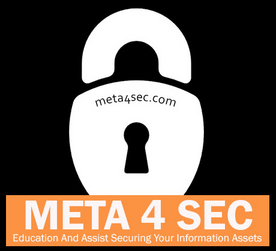 meta4sec.com
META 4 SEC
Education And Assist Securing Your Information Assets